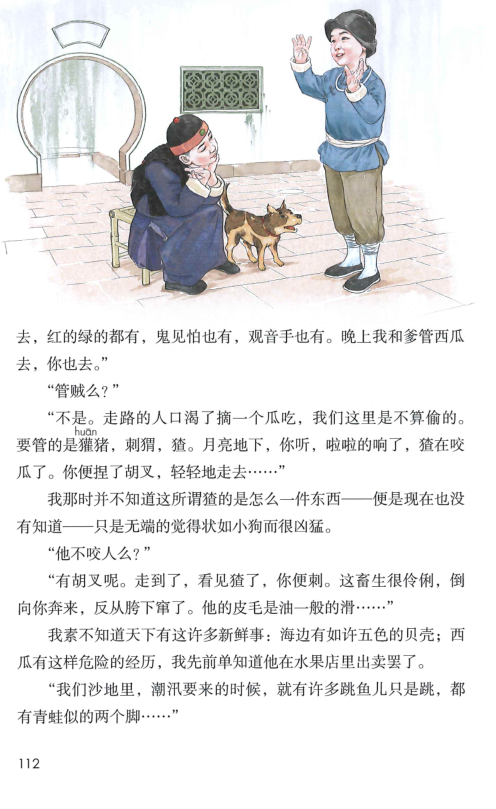 去，红的绿的都有，鬼见怕也有，观音手也有。晚上我和爹管西瓜
去，你也去。”
“管贼么？”
“不是。走路的人口渴了摘一个瓜吃，我们这里是不算偷的。
huān
要管的是獾猪，刺猬，猹。月亮地下，你听，啦啦的响了，猹在咬
瓜了。你便捏了胡叉，轻轻地走去……”
我那时并不知道这所谓猹的是怎么一件东西——便是现在也没
有知道——只是无端的觉得状如小狗而很凶猛。
“他不咬人么？”
“有胡叉呢。走到了，看见猹了，你便刺。这畜生很伶俐，倒
向你奔来，反从胯下窜了。他的皮毛是油一般的滑……”
我素不知道天下有这许多新鲜事：海边有如许五色的贝壳；西
瓜有这样危险的经历，我先前单知道他在水果店里出卖罢了。
“我们沙地里，潮汛要来的时候，就有许多跳鱼儿只是跳，都
有青蛙似的两个脚……”
112